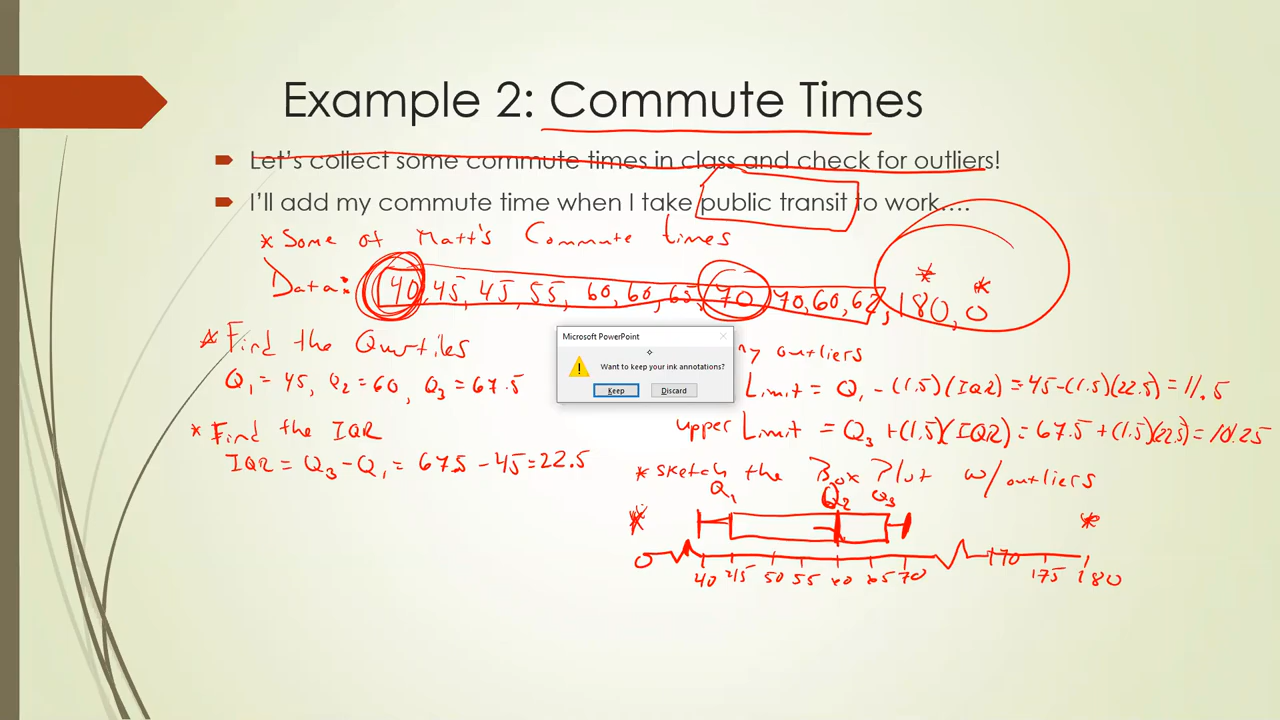 Example 2: Commute Times
Let's collect some commute times in class and check for outliers!
I'll add my commute time when I take public transit to work….
* Some of Matt's Commute times
Data: 40, 45, 45, 55, 60, 60, 65, 70, 70, 60, 62, 180, 0
* Find the Quartiles
Q1 = 45, Q2 = 60, Q3 = 67.5
* Find the IQR
IQR = Q3 - Q1 = 67.5 - 45 = 22.5
Microsoft PowerPoint
Want to keep your ink annotations?
Keep
Discard
outliers
Limit = Q1 - (1.5)(IQR) = 45 - (1.5)(22.5) = 11.5
upper Limit = Q3 + (1.5)(IQR) = 67.5 + (1.5)(22.5) = 101.25
* sketch the Box Plot w/ outliers
Q1 Q2 Q3
* *
0 40 45 50 55 60 65 70 170 175 180